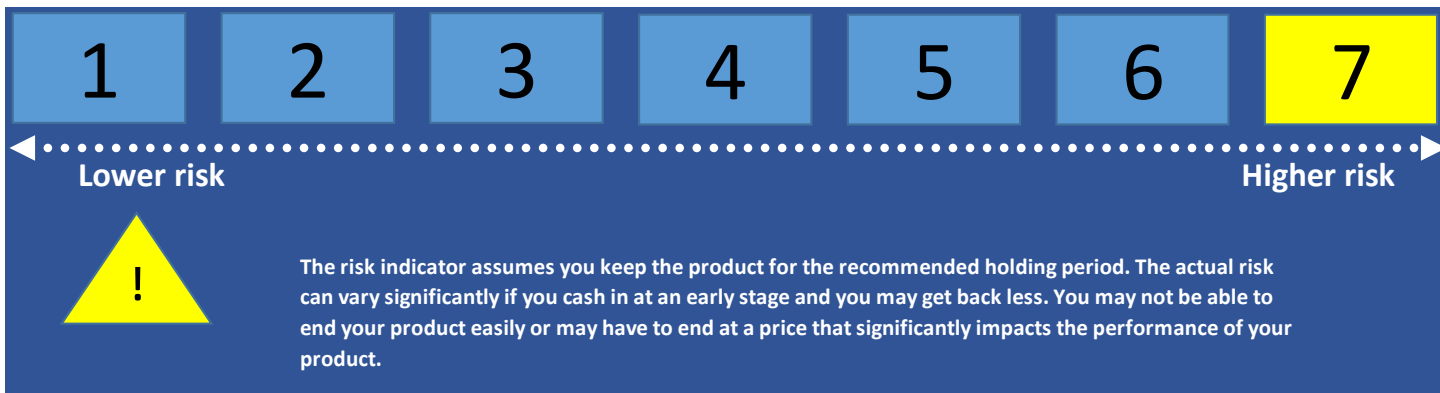 1 2 3 4 5 6 7
Lower risk Higher risk
!
The risk indicator assumes you keep the product for the recommended holding period. The actual risk
can vary significantly if you cash in at an early stage and you may get back less. You may not be able to
end your product easily or may have to end at a price that significantly impacts the performance of your
product.